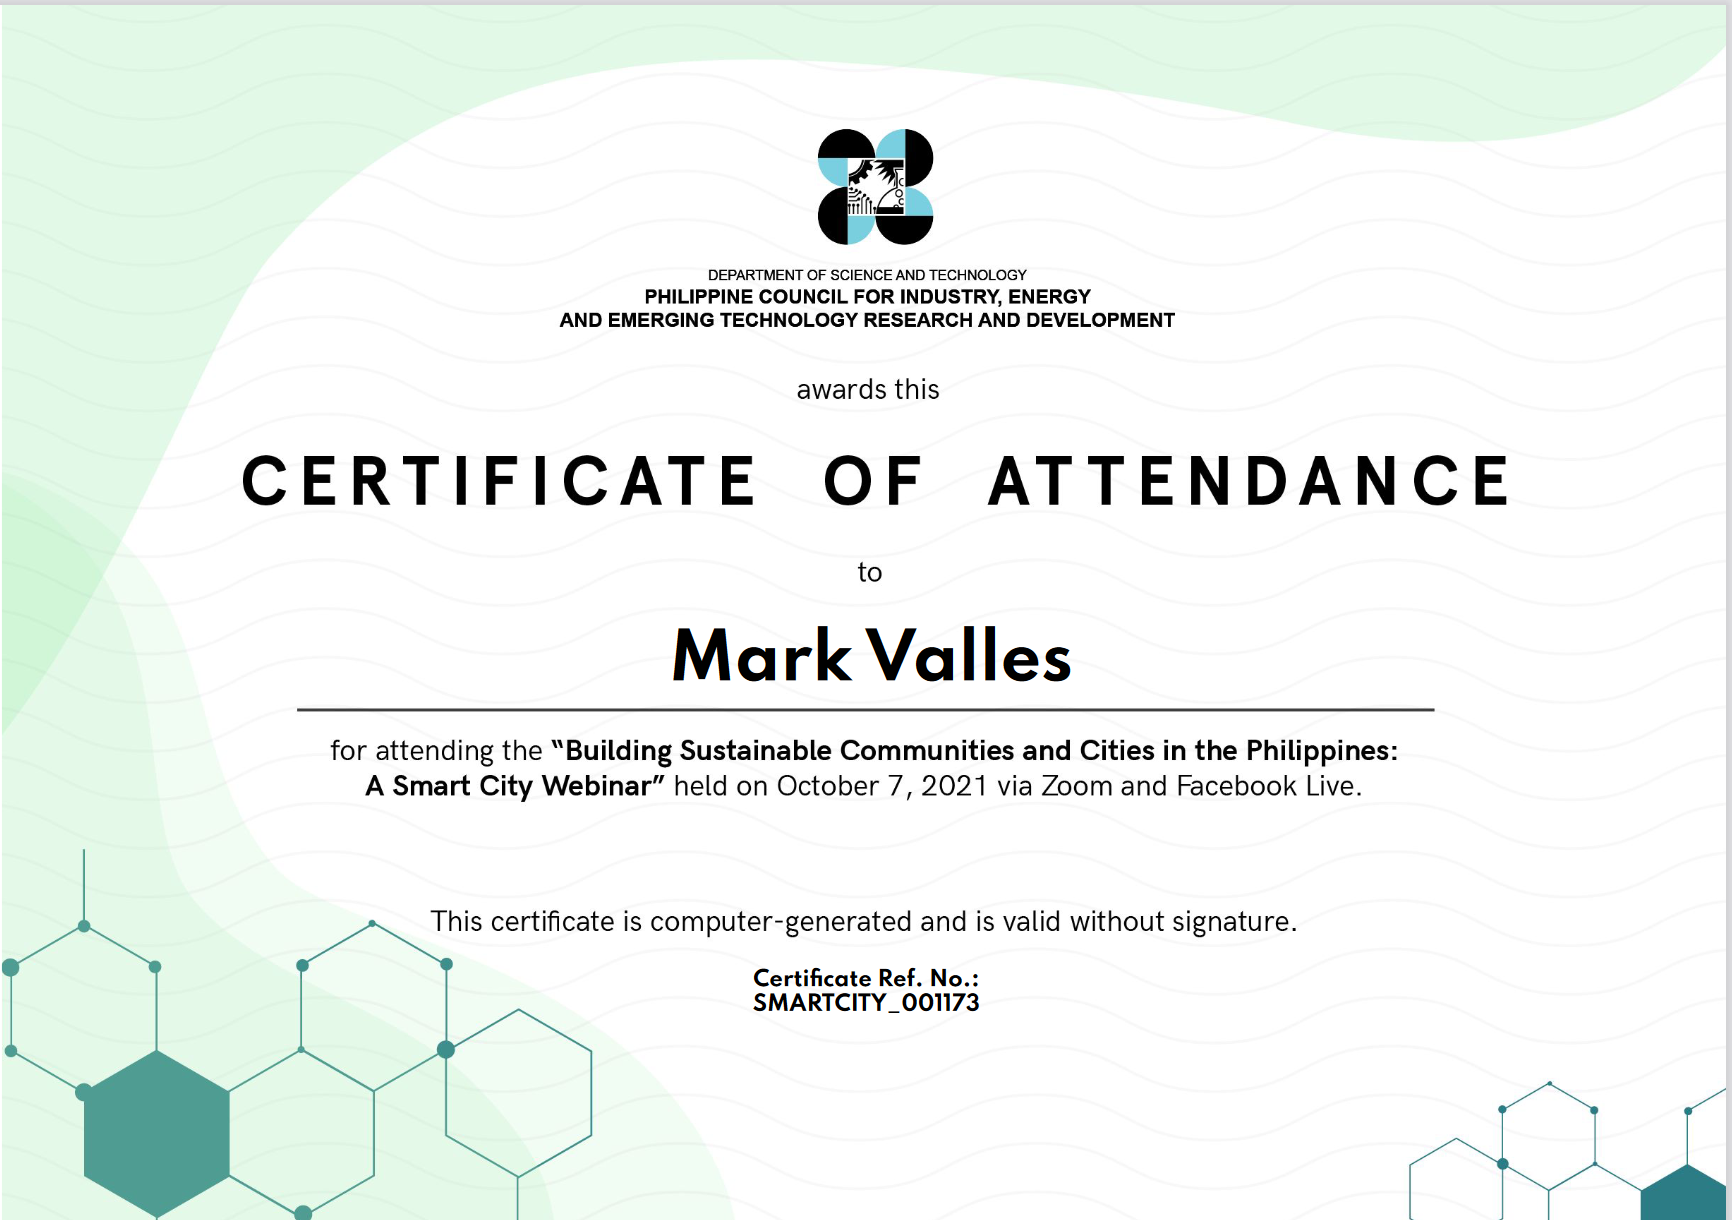 DEPARTMENT OF SCIENCE AND TECHNOLOGY
PHILIPPINE COUNCIL FOR INDUSTRY, ENERGY
AND EMERGING TECHNOLOGY RESEARCH AND DEVELOPMENT
awards this
CERTIFICATE OF ATTENDANCE
to
Mark Valles
for attending the “Building Sustainable Communities and Cities in the Philippines:
A Smart City Webinar” held on October 7, 2021 via Zoom and Facebook Live.
This certificate is computer-generated and is valid without signature.
Certificate Ref. No.:
SMARTCITY_001173